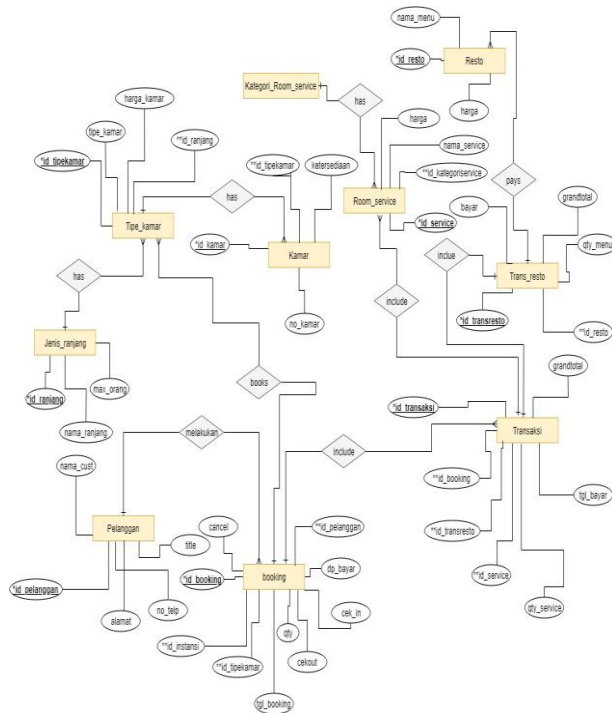 nama_menu
*id_resto
Resto
harga
Kategori_Room_service
has
harga_kamar
tipe_kamar
**id_ranjang
*id_tipekamar
Tipe_kamar
has
**id_tipekamar
ketersediaan
*id_kamar
Kamar
no_kamar
harga
nama_service
**id_kategoriservice
Room_service
*id_service
pays
bayar
grandtotal
qty_menu
inclue
Trans_resto
*id_transresto
**id_resto
has
Jenis_ranjang
*id_ranjang
max_orang
nama_ranjang
books
include
grandtotal
*id_transaksi
Transaksi
include
**id_booking
tgl_bayar
**id_transresto
**id_service
qty_service
melakukan
nama_cust
Pelanggan
title
*id_pelanggan
no_telp
alamat
cancel
**id_pelanggan
*id_booking
booking
dp_bayar
cek_in
**id_instansi
**id_tipekamar
qty
cekout
tgl_booking